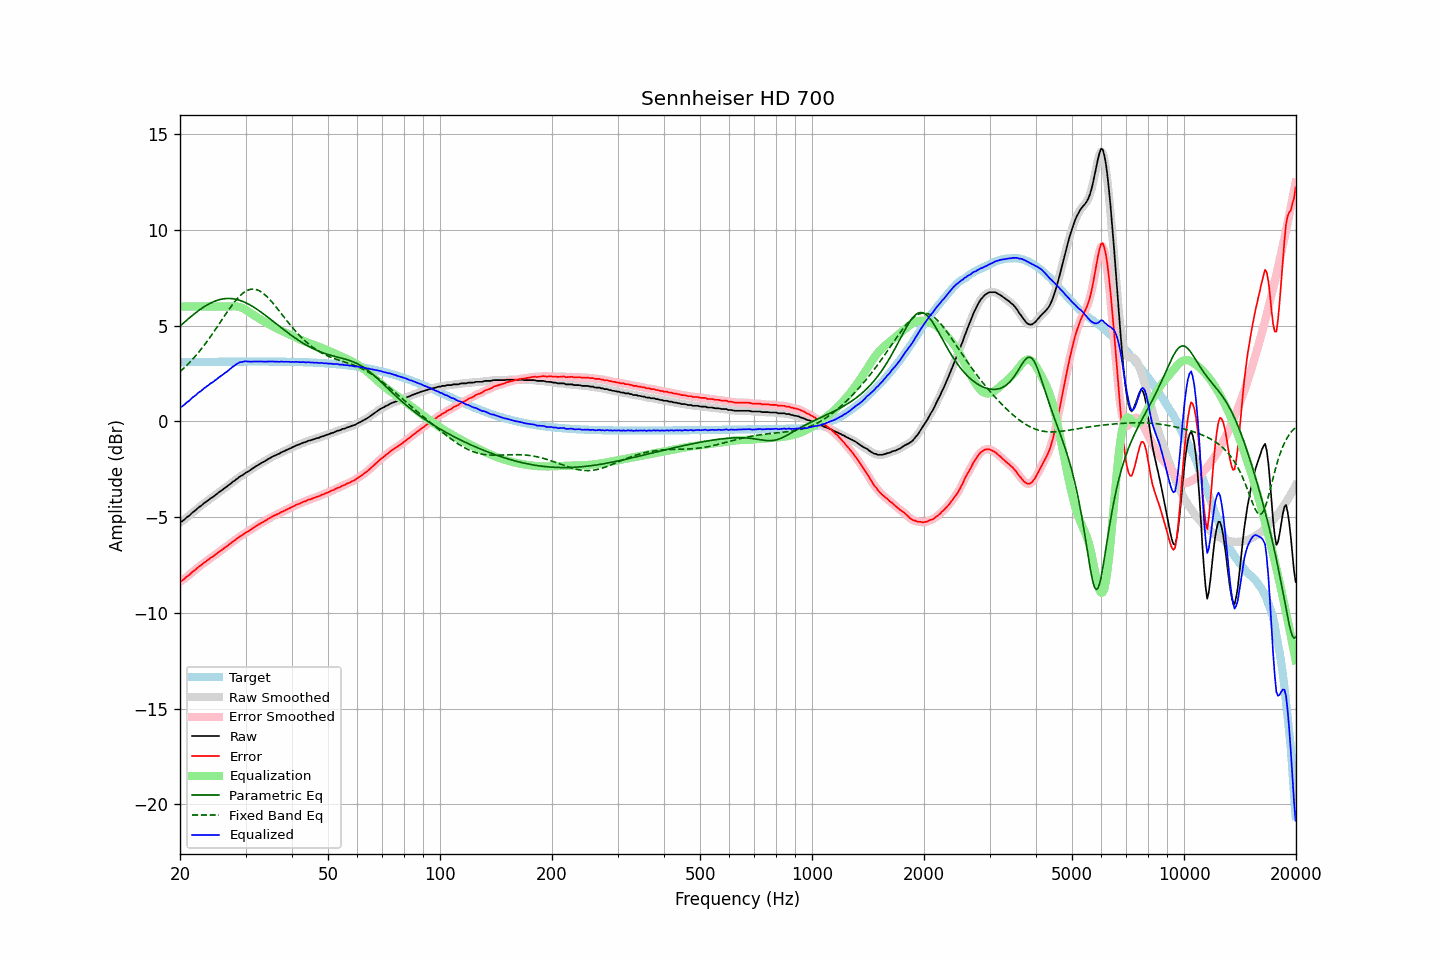 Sennheiser HD 700
Amplitude (dBr)
15
10
5
0
−5
−10
−15
−20
Target
Raw Smoothed
Error Smoothed
Raw
Error
Equalization
Parametric Eq
Fixed Band Eq
Equalized
20 50 100 200 500 1000 2000 5000 10000 20000
Frequency (Hz)